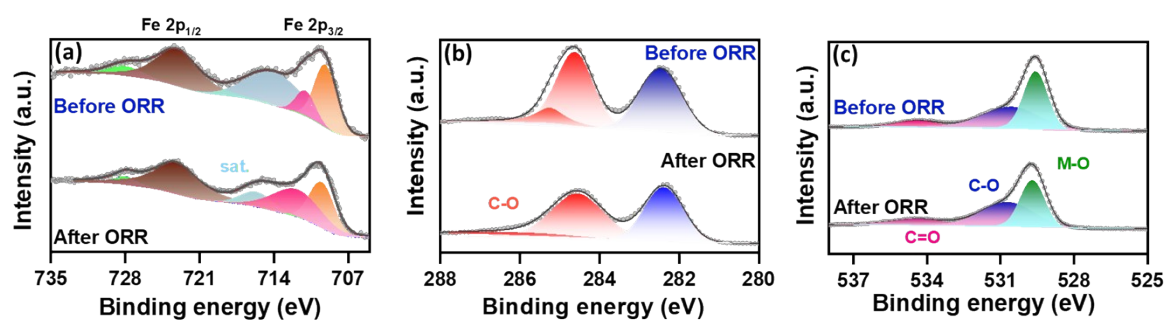 (a)
Fe 2p1/2
Fe 2p3/2
Before ORR
sat.
After ORR
Intensity (a.u.)
735
728
721
714
707
Binding energy (eV)
(b)
Before ORR
After ORR
C-O
Intensity (a.u.)
288
286
284
282
280
Binding energy (eV)
(c)
Before ORR
M-O
C-O
After ORR
C=O
Intensity (a.u.)
537
534
531
528
525
Binding energy (eV)